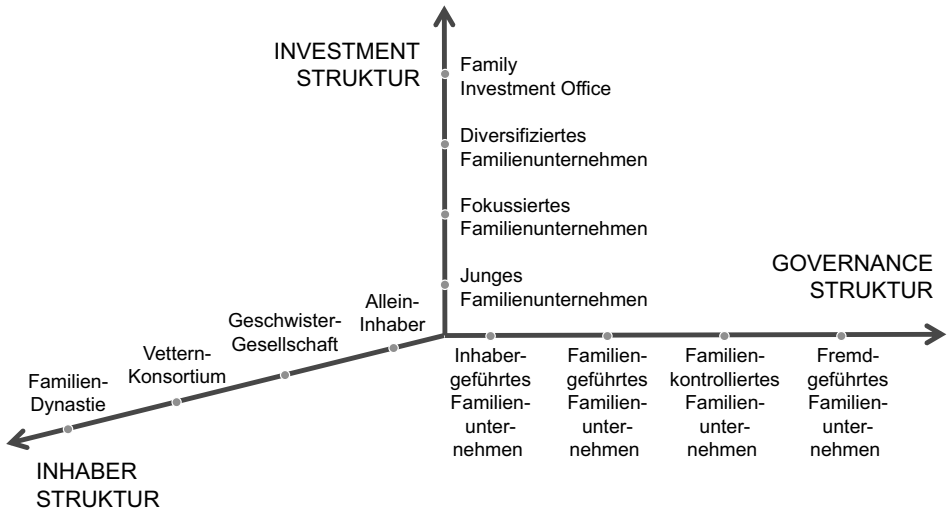 INVESTMENT
STRUKTUR
Family
Investment Office
Diversifiziertes
Familienunternehmen
Fokussiertes
Familienunternehmen
Junges
Familienunternehmen
GOVERNANCE
STRUKTUR
Allein-
Inhaber
Geschwister-
Gesellschaft
Vettern-
Konsortium
Familien-
Dynastie
Inhaber-
geführtes
Familien-
unter-
nehmen
Familien-
geführtes
Familien-
unter-
nehmen
Familien-
kontrolliertes
Familien-
unter-
nehmen
Fremd-
geführtes
Familien-
unter-
nehmen
INHABER
STRUKTUR